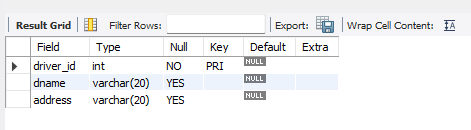 Result Grid Filter Rows: Export: Wrap Cell Content: IA
Field Type Null Key Default Extra
driver_id int NO PRI NULL
dname varchar(20) YES NULL
address varchar(20) YES NULL